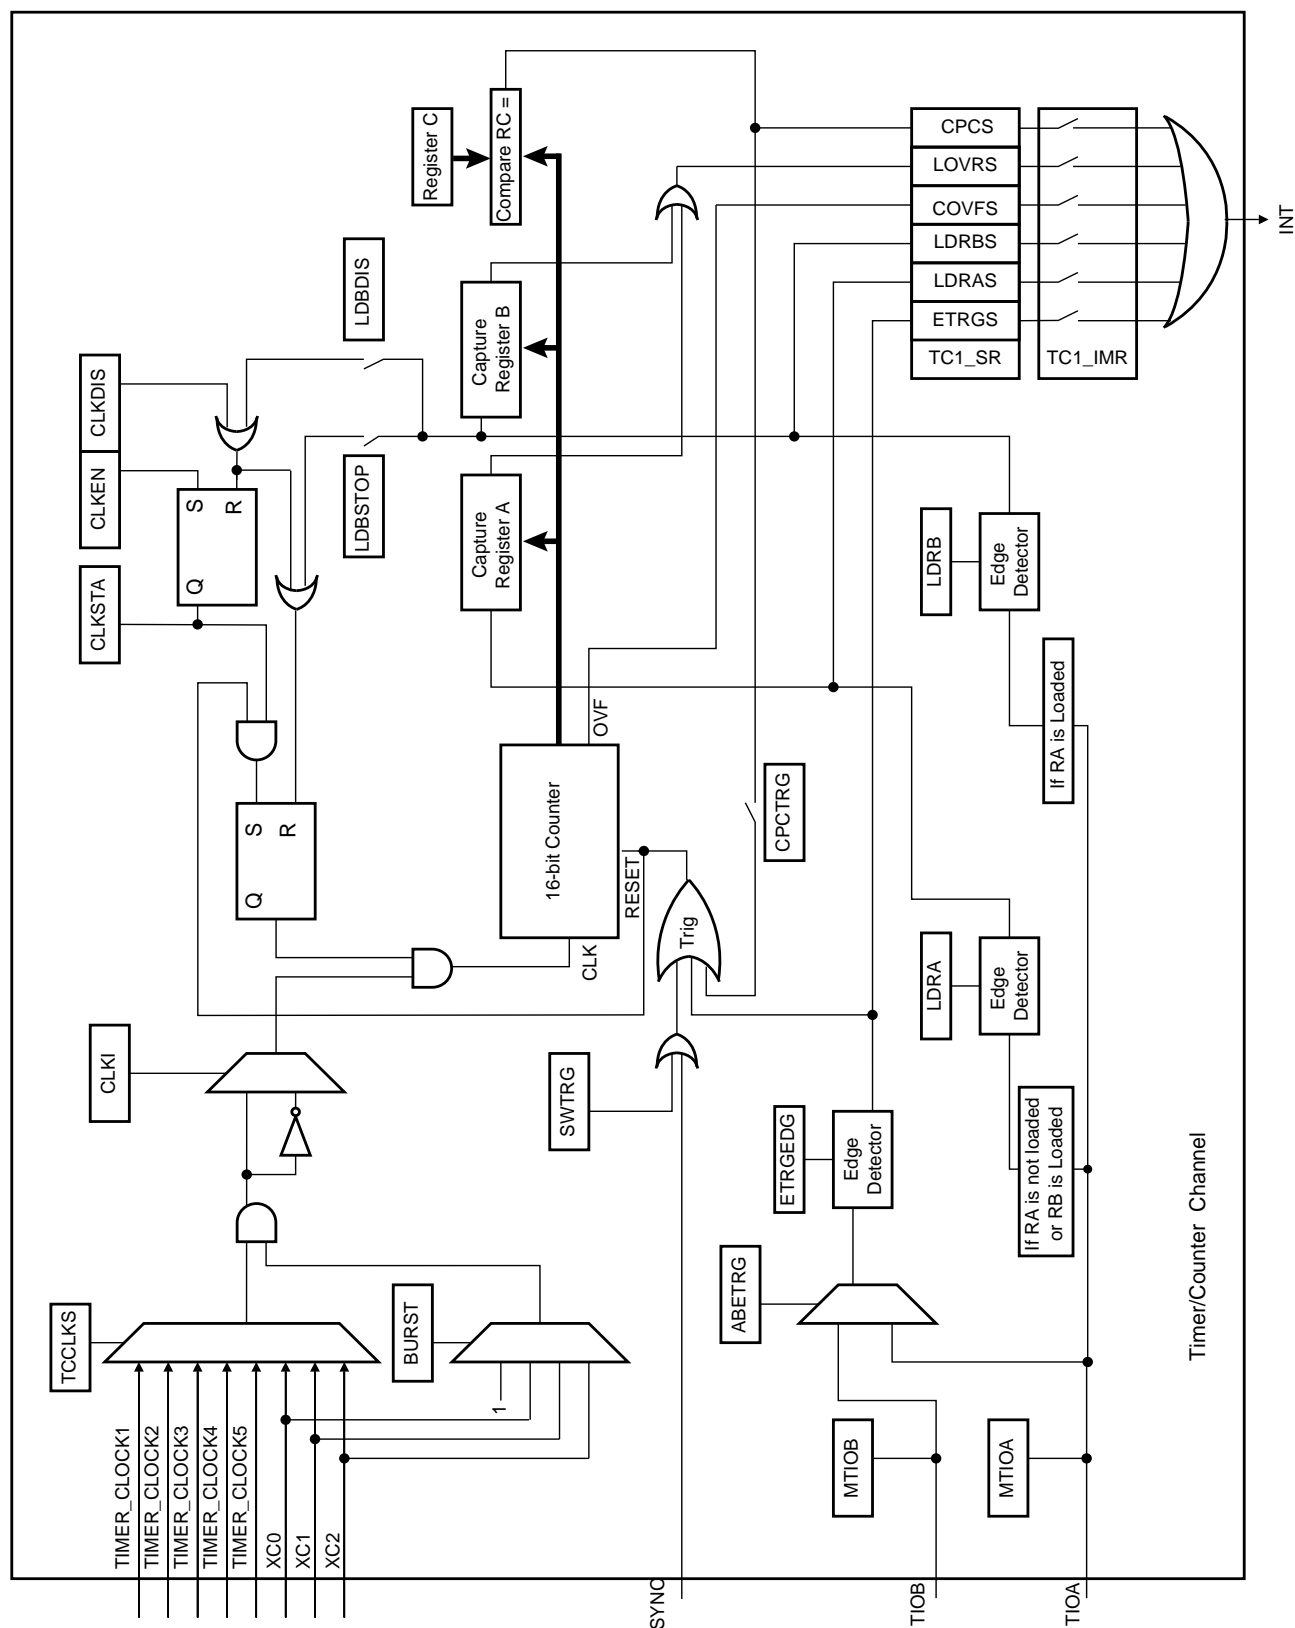 TCCLKS
TIMER_CLOCK1
TIMER_CLOCK2
TIMER_CLOCK3
TIMER_CLOCK4
TIMER_CLOCK5
XC0
XC1
XC2
BURST
1
CLKI
CLKSTA
CLKEN
CLKDIS
Q
S
R
Q
S
R
LDBSTOP
LDBDIS
Register C
Capture
Register A
Capture
Register B
Compare RC =
16-bit Counter
CLK
OVF
RESET
SWTRG
SYNC
Trig
CPCTRG
ABETRG
ETRGEDG
Edge
Detector
MTIOB
TIOB
MTIOA
TIOA
LDRA
Edge
Detector
If RA is not loaded
or RB is Loaded
LDRB
Edge
Detector
If RA is Loaded
CPCS
LOVRS
COVFS
LDRBS
LDRAS
ETRGS
TC1_SR
TC1_IMR
INT
Timer/Counter Channel